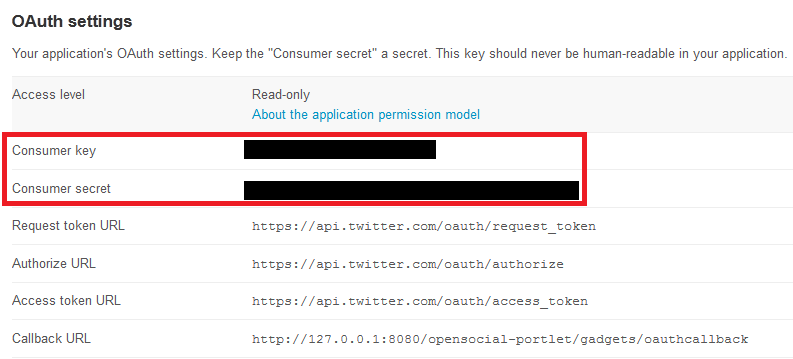 OAuth settings
Your application's OAuth settings. Keep the "Consumer secret" a secret. This key should never be human-readable in your application.
Access level Read-only
About the application permission model
Consumer key
Consumer secret
Request token URL https://api.twitter.com/oauth/request_token
Authorize URL https://api.twitter.com/oauth/authorize
Access token URL https://api.twitter.com/oauth/access_token
Callback URL http://127.0.0.1:8080/opensocial-portlet/gadgets/oauthcallback